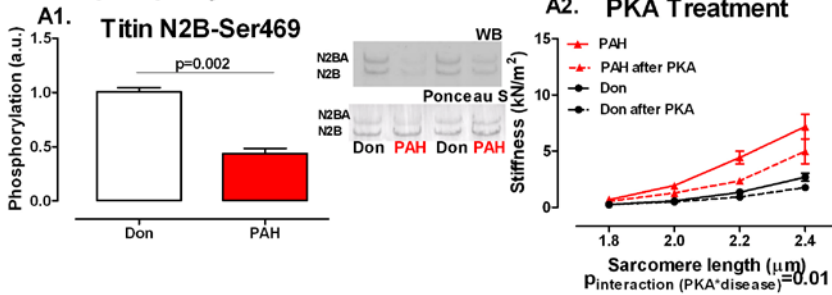 A1.
Titin N2B-Ser469
Phosphorylation (a.u.)
1.5
1.0
0.5
0.0
p=0.002
Don
PAH
WB
N2BA
N2B
Ponceau S
N2BA
N2B
Don PAH Don PAH
A2.
PKA Treatment
Stiffness (kN/m²)
15
10
5
0
PAH
PAH after PKA
Don
Don after PKA
1.8 2.0 2.2 2.4
Sarcomere length (μm)
pinteraction (PKA*disease)=0.01